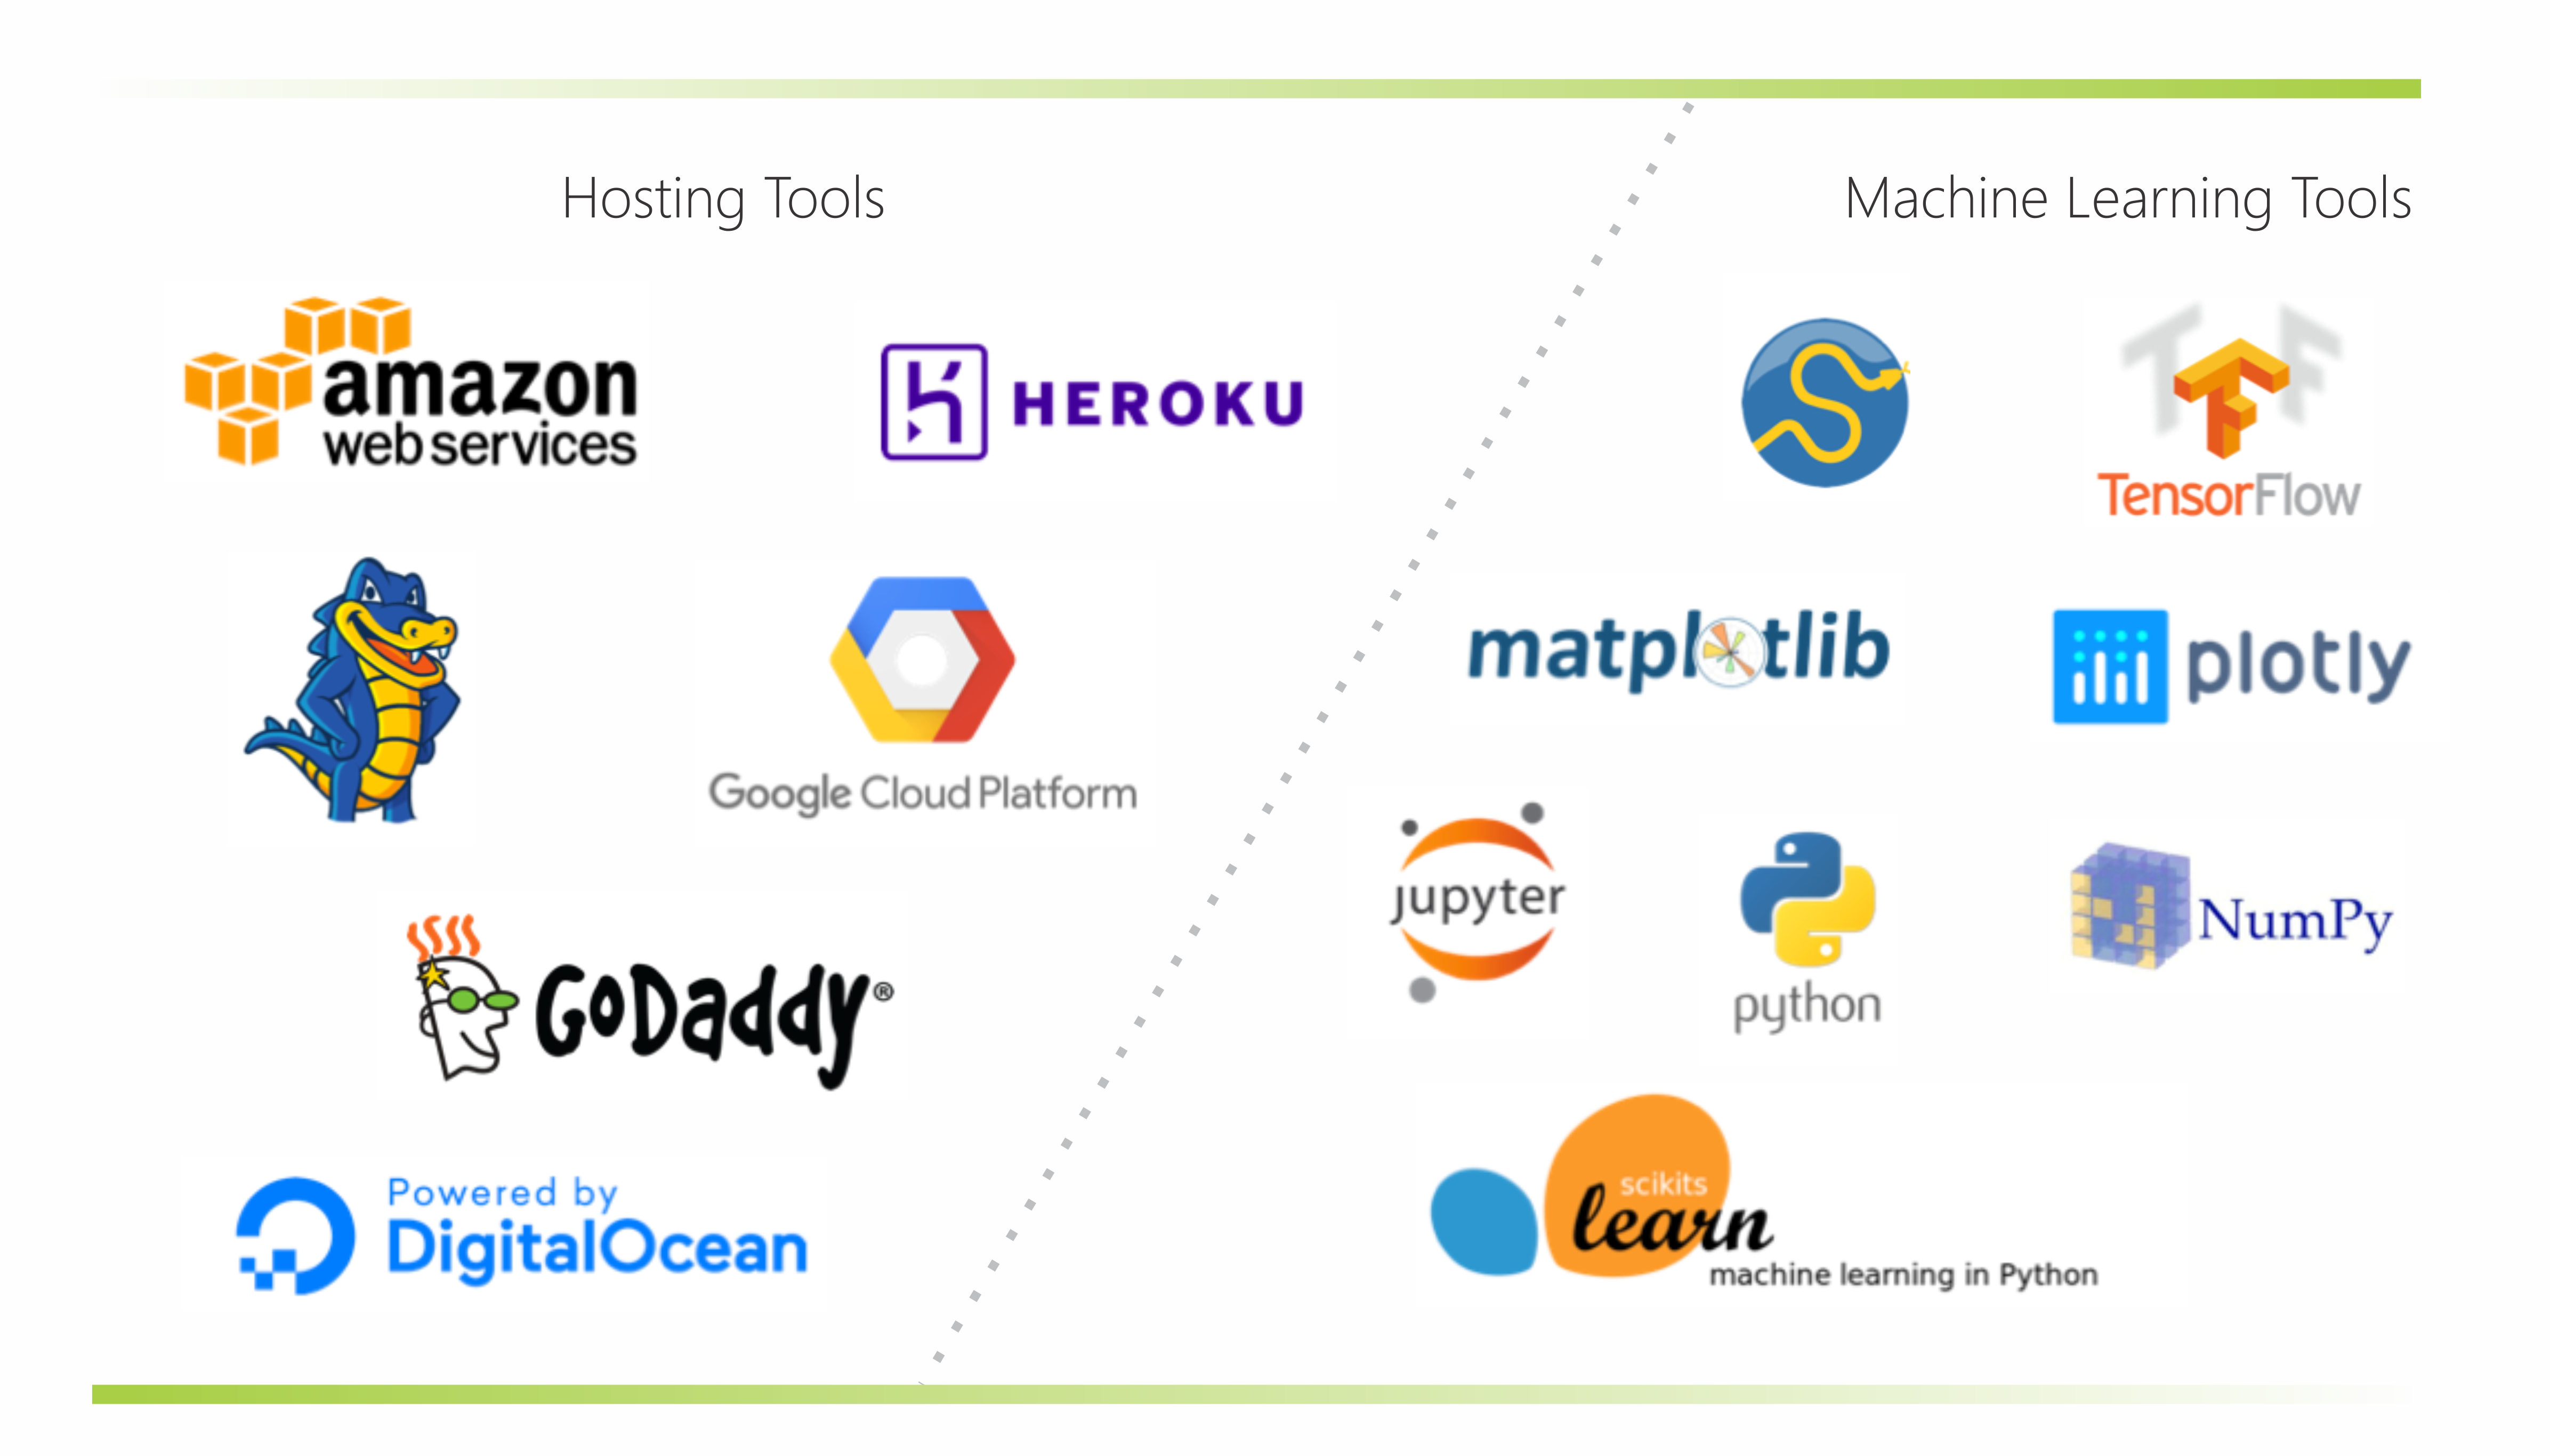 Hosting Tools
amazon
web services
HEROKU
Google Cloud Platform
GoDaddy®
Powered by
DigitalOcean
Machine Learning Tools
TF
TensorFlow
matplotlib
plotly
jupyter
python
NumPy
scikits
learn
machine learning in Python